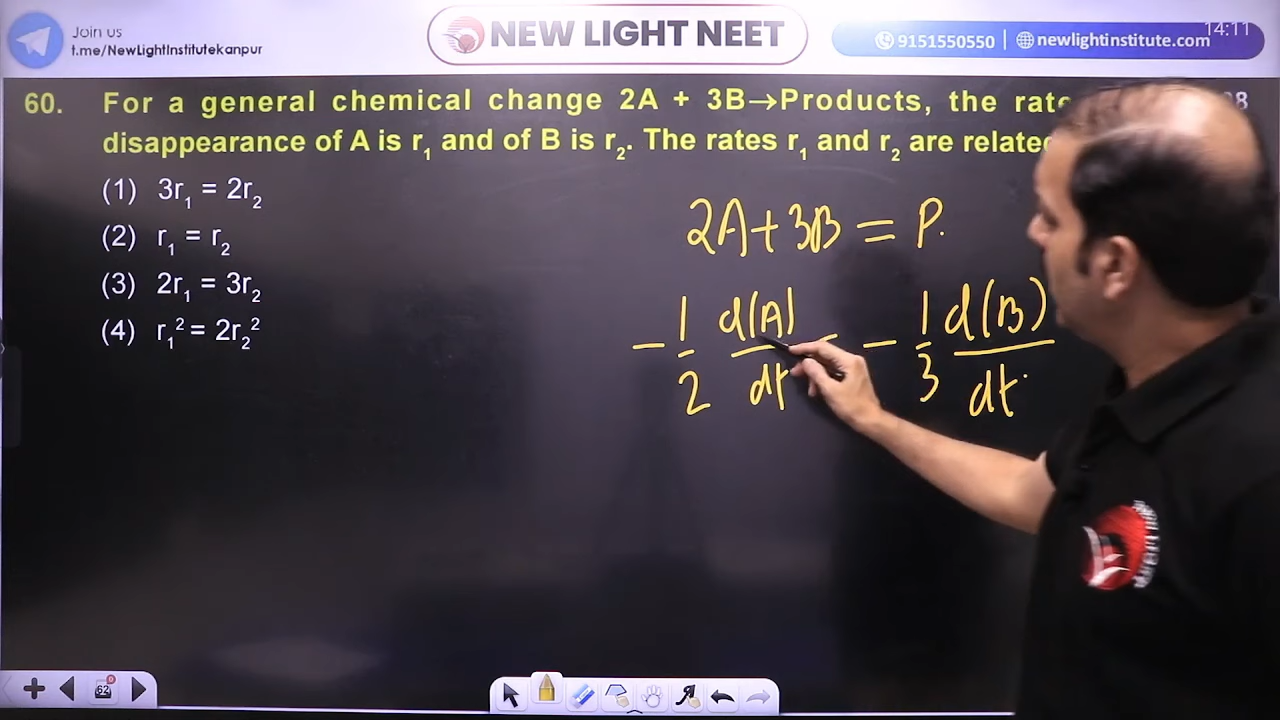 Join us
t.me/NewLightInstitutekanpur
NEW LIGHT NEET
9151550550 | newlightinstitute.com
14:11
60. For a general chemical change 2A + 3B→Products, the rate
disappearance of A is r₁ and of B is r₂. The rates r₁ and r₂ are related
(1) 3r₁ = 2r₂
(2) r₁ = r₂
(3) 2r₁ = 3r₂
(4) r₁² = 2r₂²
2A + 3B = P.
- 1/2 d(A)/dt = - 1/3 d(B)/dt
62